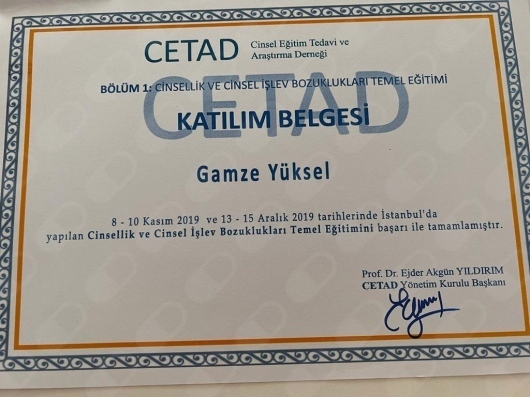 CETAD Cinsel Eğitim Tedavi ve
Araştırma Derneği
BÖLÜM 1: CİNSELLİK VE CİNSEL İŞLEV BOZUKLUKLARI TEMEL EĞİTİMİ
CETAD
KATILIM BELGESİ
Gamze Yüksel
8 - 10 Kasım 2019 ve 13 - 15 Aralık 2019 tarihlerinde İstanbul'da
yapılan Cinsellik ve Cinsel İşlev Bozuklukları Temel Eğitimini başarı ile tamamlamıştır.
Prof. Dr. Ejder Akgün YILDIRIM
CETAD Yönetim Kurulu Başkanı